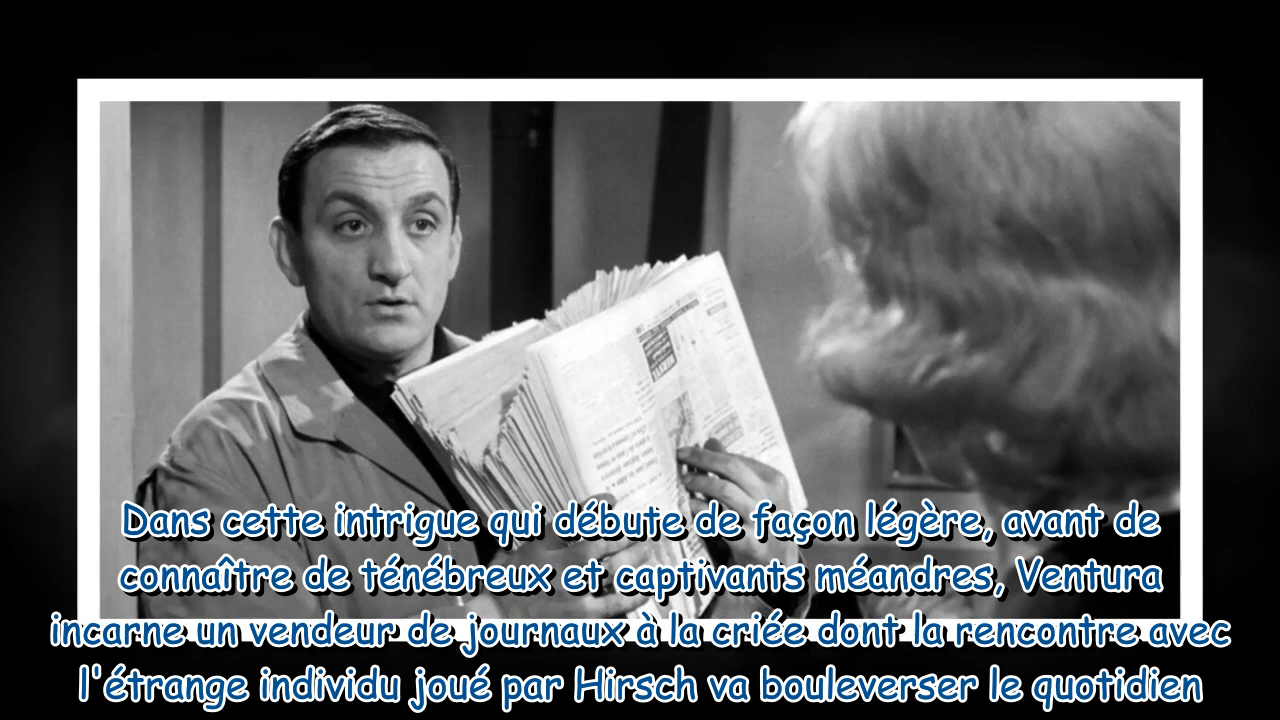 Dans cette intrigue qui débute de façon légère, avant de
connaître de ténébreux et captivants méandres, Ventura
incarne un vendeur de journaux à la criée dont la rencontre avec
l'étrange individu joué par Hirsch va bouleverser le quotidien